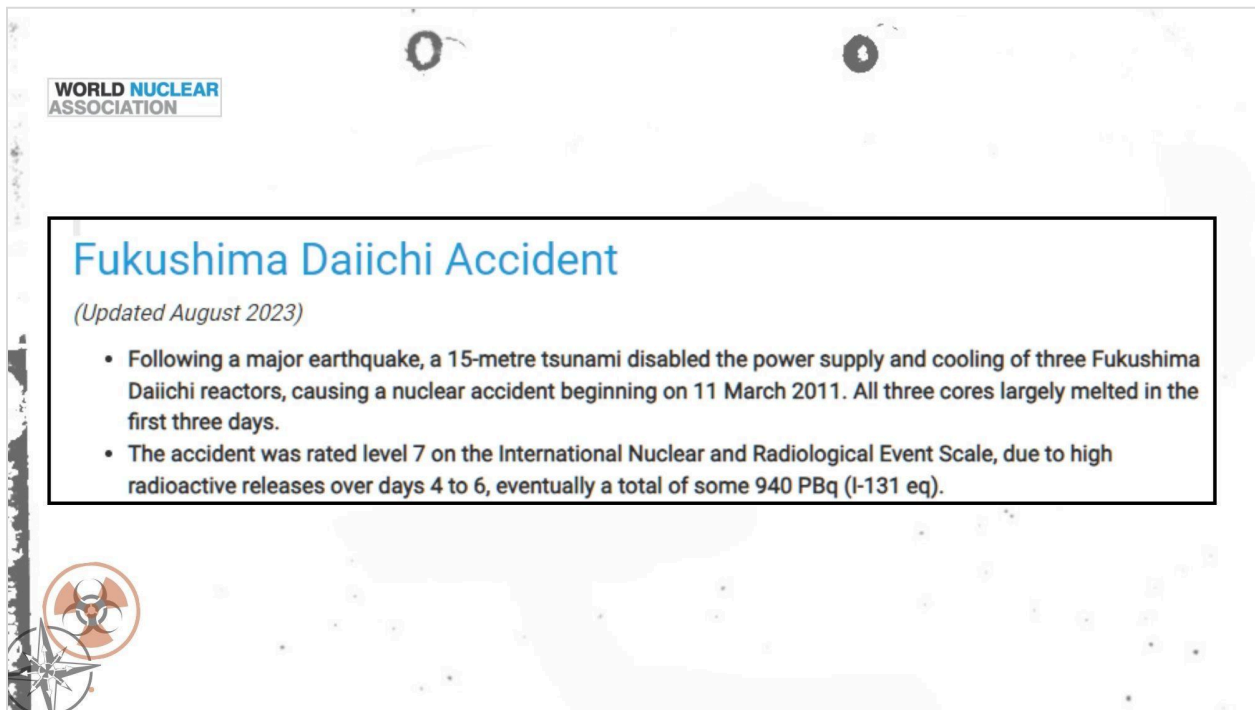 WORLD NUCLEAR
ASSOCIATION
Fukushima Daiichi Accident
(Updated August 2023)
• Following a major earthquake, a 15-metre tsunami disabled the power supply and cooling of three Fukushima
Daiichi reactors, causing a nuclear accident beginning on 11 March 2011. All three cores largely melted in the
first three days.
• The accident was rated level 7 on the International Nuclear and Radiological Event Scale, due to high
radioactive releases over days 4 to 6, eventually a total of some 940 PBq (I-131 eq).